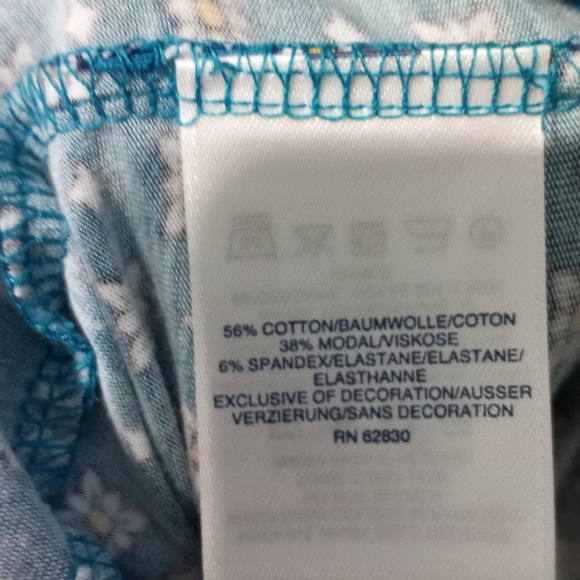 56% COTTON/BAUMWOLLE/COTON
38% MODAL/VISKOSE
6% SPANDEX/ELASTANE/ELASTANE/
ELASTHANNE
EXCLUSIVE OF DECORATION/AUSSER
VERZIERUNG/SANS DECORATION
RN 62830